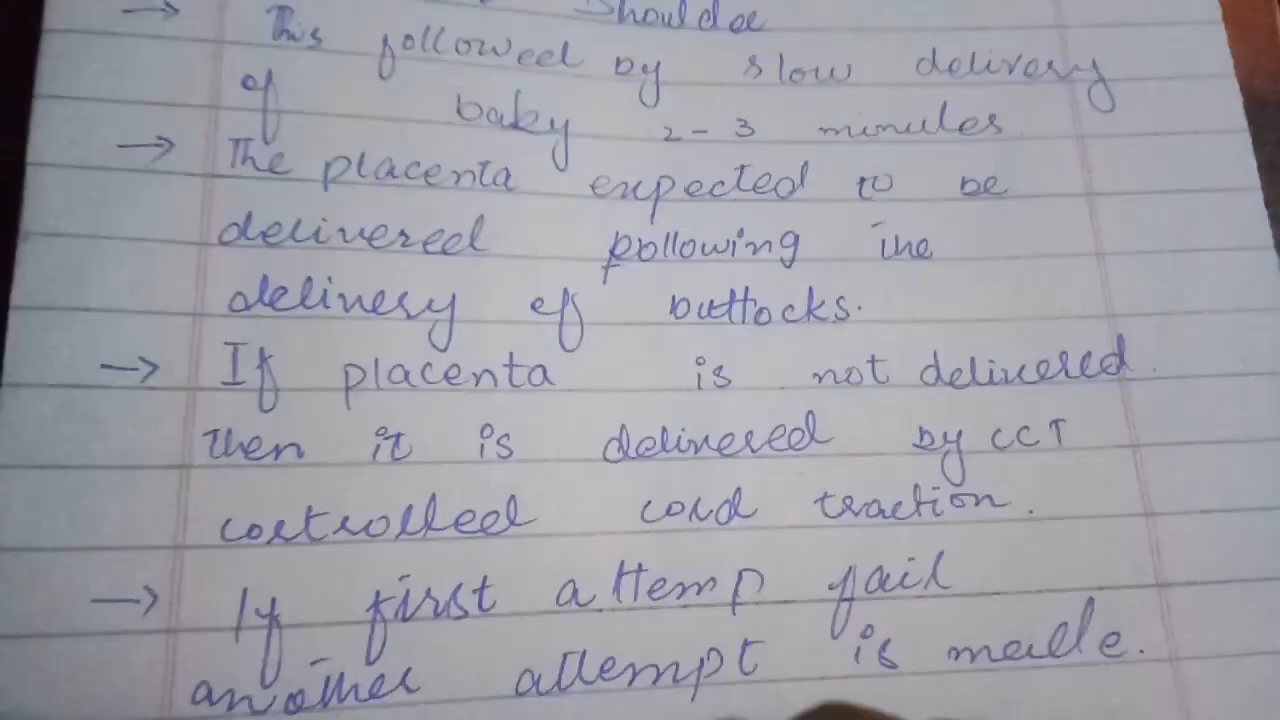 → Shoulder
This followed by slow delivery
of baby 2-3 minutes
→ The placenta expected to be
delivered following the
delivery of buttocks.
→ If placenta is not delivered.
then it is delivered by CCT
controlled cord traction.
→ If first attemp fail
another attempt is made.